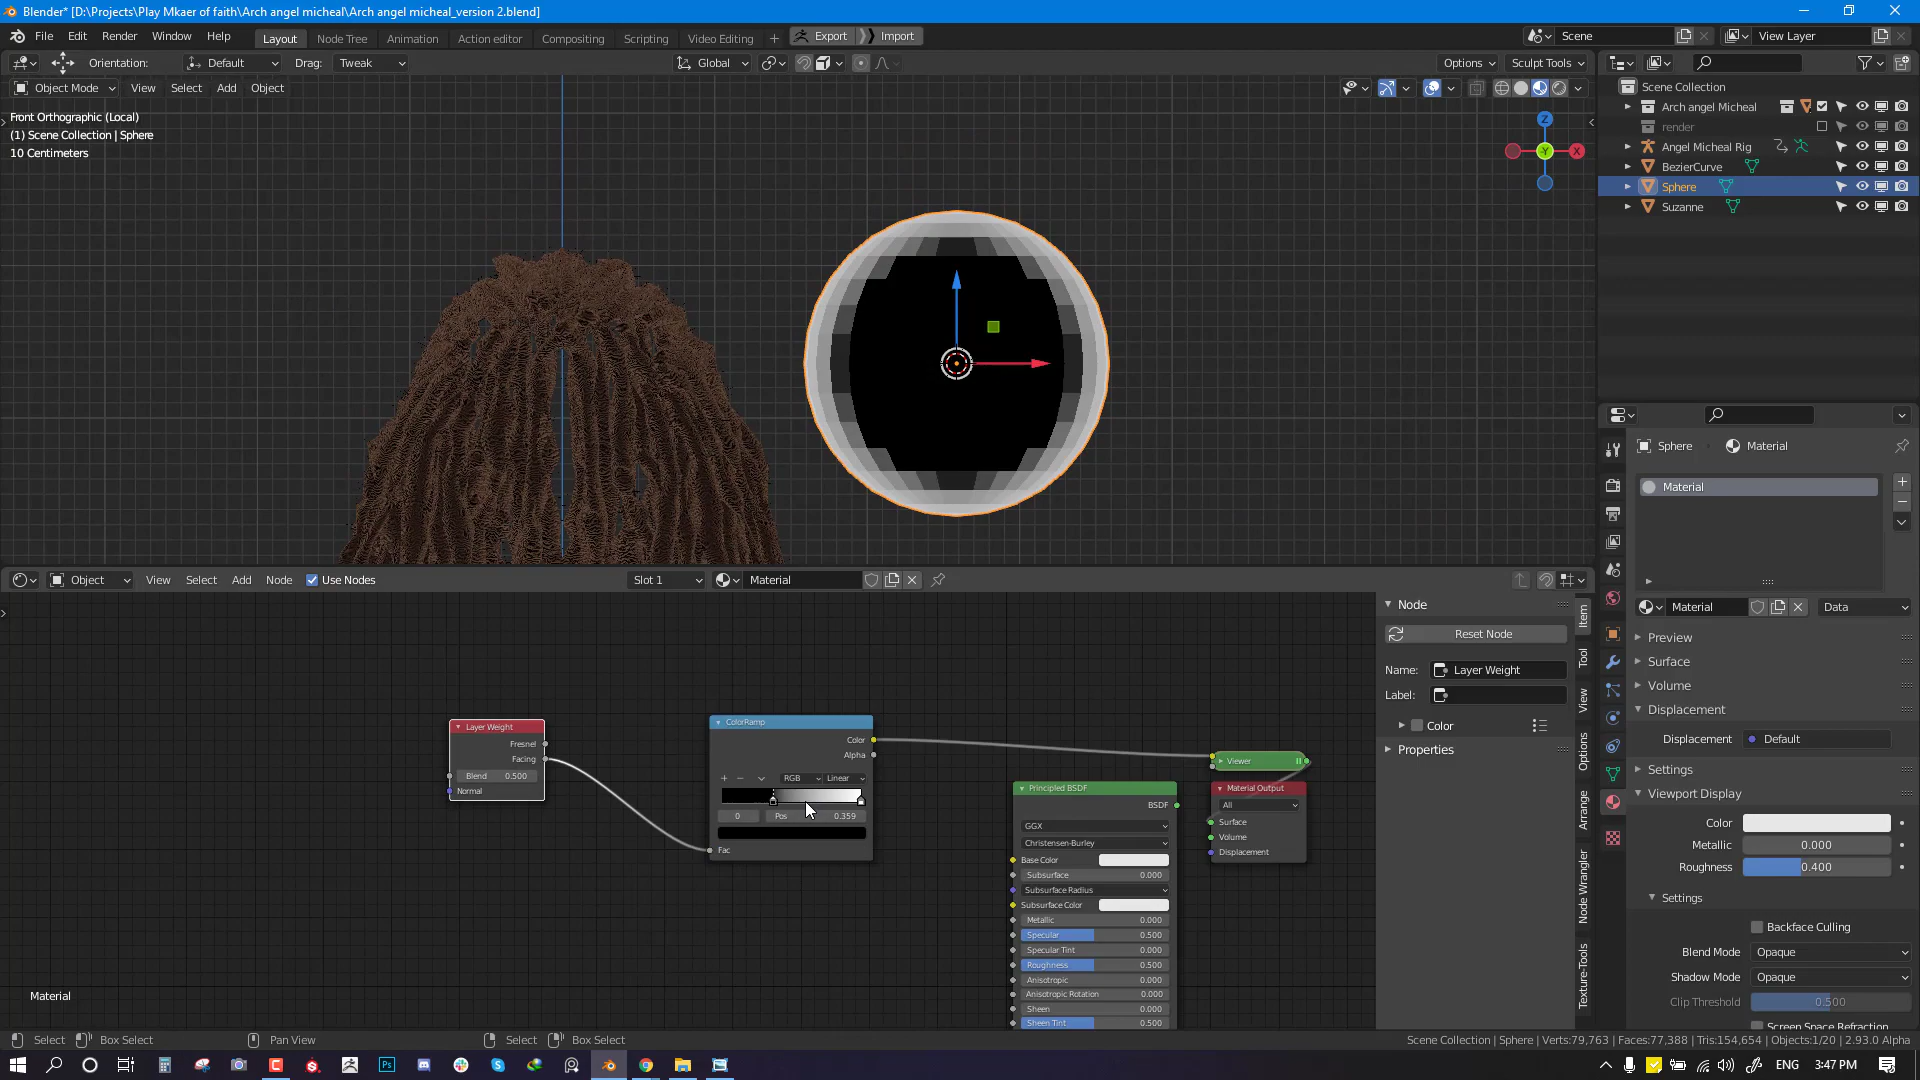 Blender* [D:\Projects\Play Mkaer of faith\Arch angel micheal\Arch angel micheal_version 2.blend]
File Edit Render Window Help Layout Node Tree Animation Action editor Compositing Scripting Video Editing Export Import Scene View Layer
Orientation: Default Drag: Tweak Global Options Sculpt Tools
Object Mode View Select Add Object
Front Orthographic (Local)
(1) Scene Collection | Sphere
10 Centimeters
Z
Y
X
Scene Collection
Arch angel Micheal
render
Angel Micheal Rig
BezierCurve
Sphere
Suzanne
Sphere Material
Material
Material Data
Preview
Surface
Volume
Displacement
Displacement Default
Settings
Viewport Display
Color
Metallic 0.000
Roughness 0.400
Settings
Backface Culling
Blend Mode Opaque
Shadow Mode Opaque
Clip Threshold 0.500
Screen Space Refraction
Object View Select Add Node Use Nodes Slot 1 Material
Layer Weight
Fresnel
Facing
Blend 0.500
Normal
ColorRamp
Color
Alpha
RGB Linear
0 Pos 0.359
Fac
Principled BSDF
BSDF
GGX
Christensen-Burley
Base Color
Subsurface 0.000
Subsurface Radius
Subsurface Color
Metallic 0.000
Specular 0.500
Specular Tint 0.000
Roughness 0.500
Anisotropic 0.000
Anisotropic Rotation 0.000
Sheen 0.000
Sheen Tint 0.500
Viewer
Material Output
All
Surface
Volume
Displacement
Node
Reset Node
Name: Layer Weight
Label:
Color
Properties
Item
Tool
View
Options
Arrange
Node Wrangler
Texture-Tools
Material
Select Box Select Pan View Select Box Select
Scene Collection | Sphere | Verts:79,763 | Faces:77,388 | Tris:154,654 | Objects:1/20 | 2.93.0 Alpha
ENG 3:47 PM